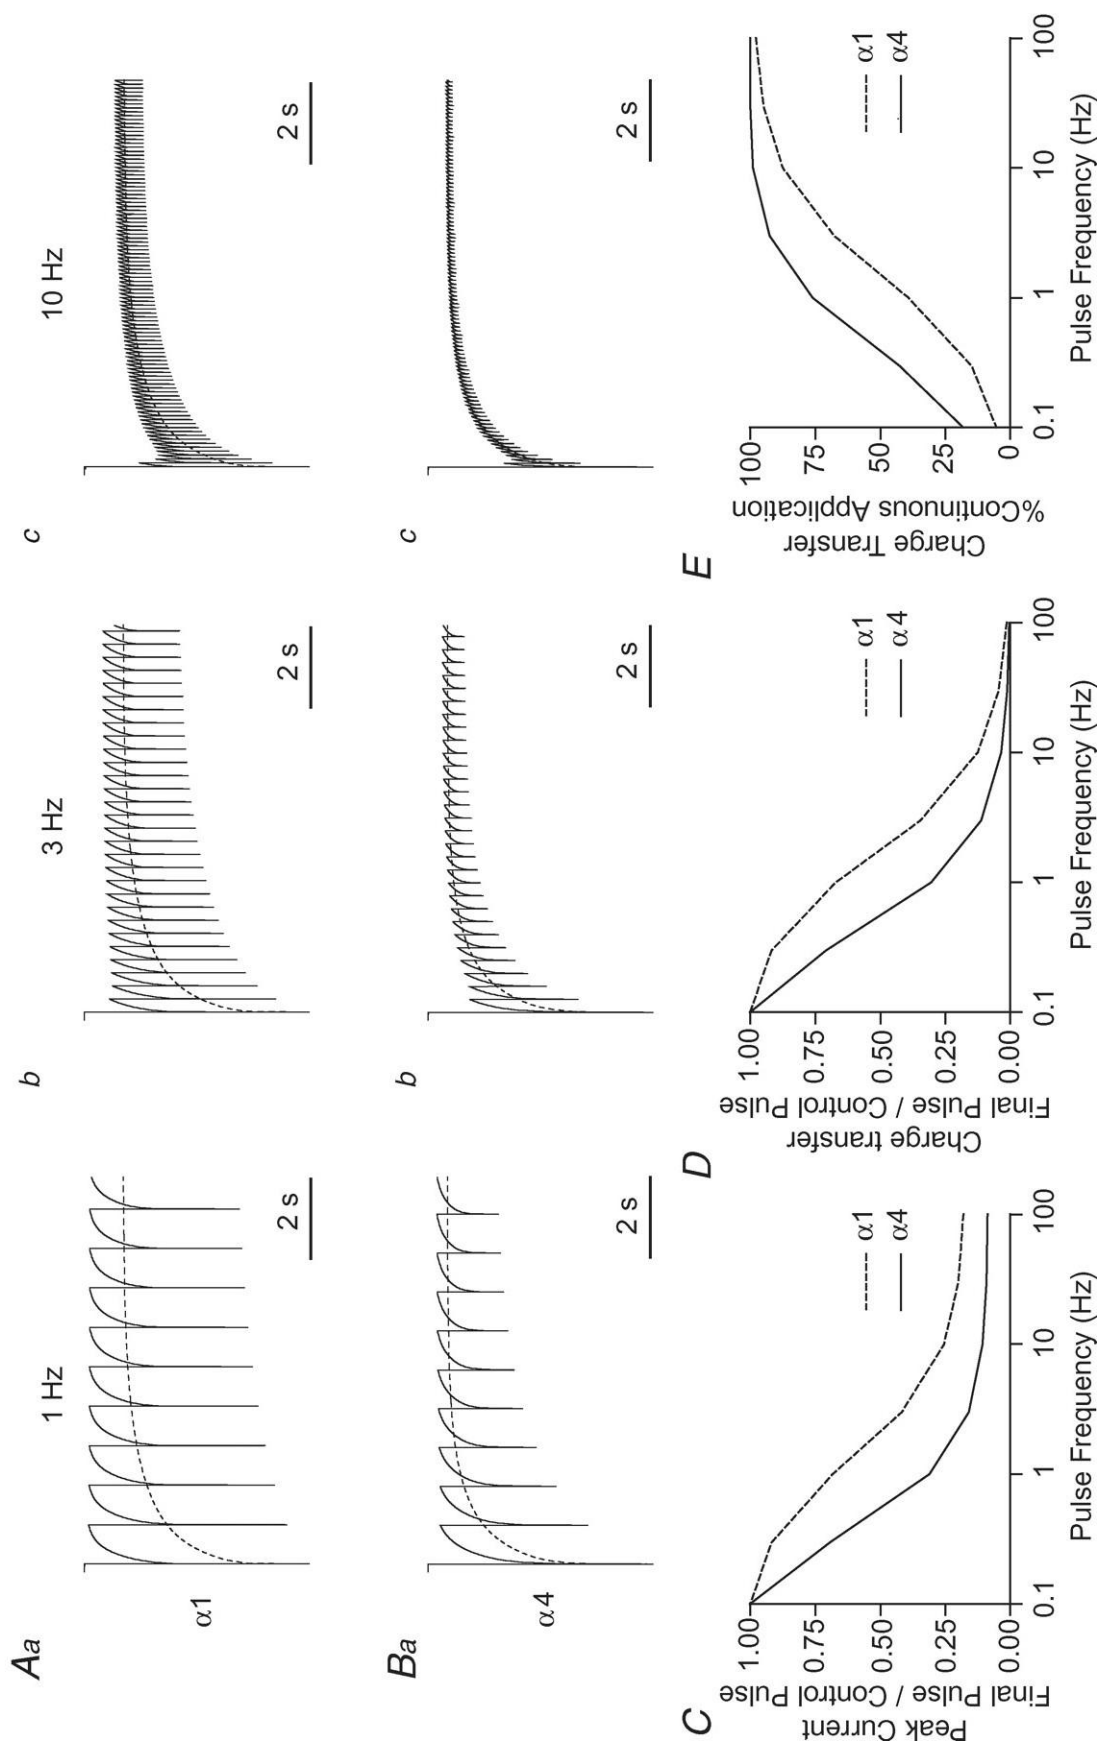 Aa
1 Hz
b
3 Hz
c
10 Hz
α1
2 s
2 s
2 s
Ba
b
c
α4
2 s
2 s
2 s
C
Peak Current
Final Pulse / Control Pulse
1.00
0.75
0.50
0.25
0.00
0.1
1
10
100
Pulse Frequency (Hz)
α1
α4
D
Charge transfer
Final Pulse / Control Pulse
1.00
0.75
0.50
0.25
0.00
0.1
1
10
100
Pulse Frequency (Hz)
α1
α 4
E
Charge Transfer
%Continuous Application
100
75
50
25
0
0.1
1
10
100
Pulse Frequency (Hz)
α1
α4